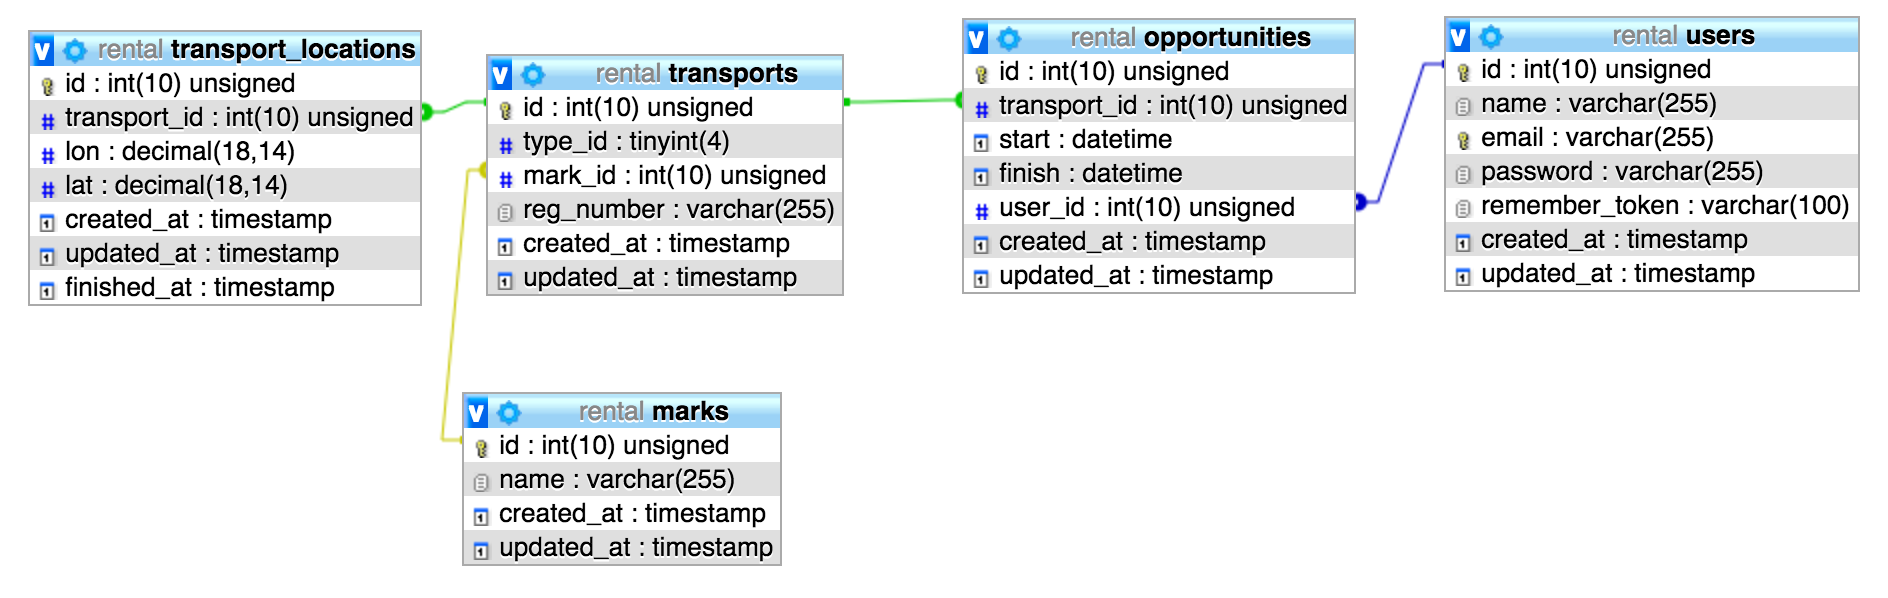 rental transport_locations
id : int(10) unsigned
transport_id : int(10) unsigned
lon : decimal(18,14)
lat : decimal(18,14)
created_at : timestamp
updated_at : timestamp
finished_at : timestamp
rental transports
id : int(10) unsigned
type_id : tinyint(4)
mark_id : int(10) unsigned
reg_number : varchar(255)
created_at : timestamp
updated_at : timestamp
rental opportunities
id : int(10) unsigned
transport_id : int(10) unsigned
start : datetime
finish : datetime
user_id : int(10) unsigned
created_at : timestamp
updated_at : timestamp
rental users
id : int(10) unsigned
name : varchar(255)
email : varchar(255)
password : varchar(255)
remember_token : varchar(100)
created_at : timestamp
updated_at : timestamp
rental marks
id : int(10) unsigned
name : varchar(255)
created_at : timestamp
updated_at : timestamp